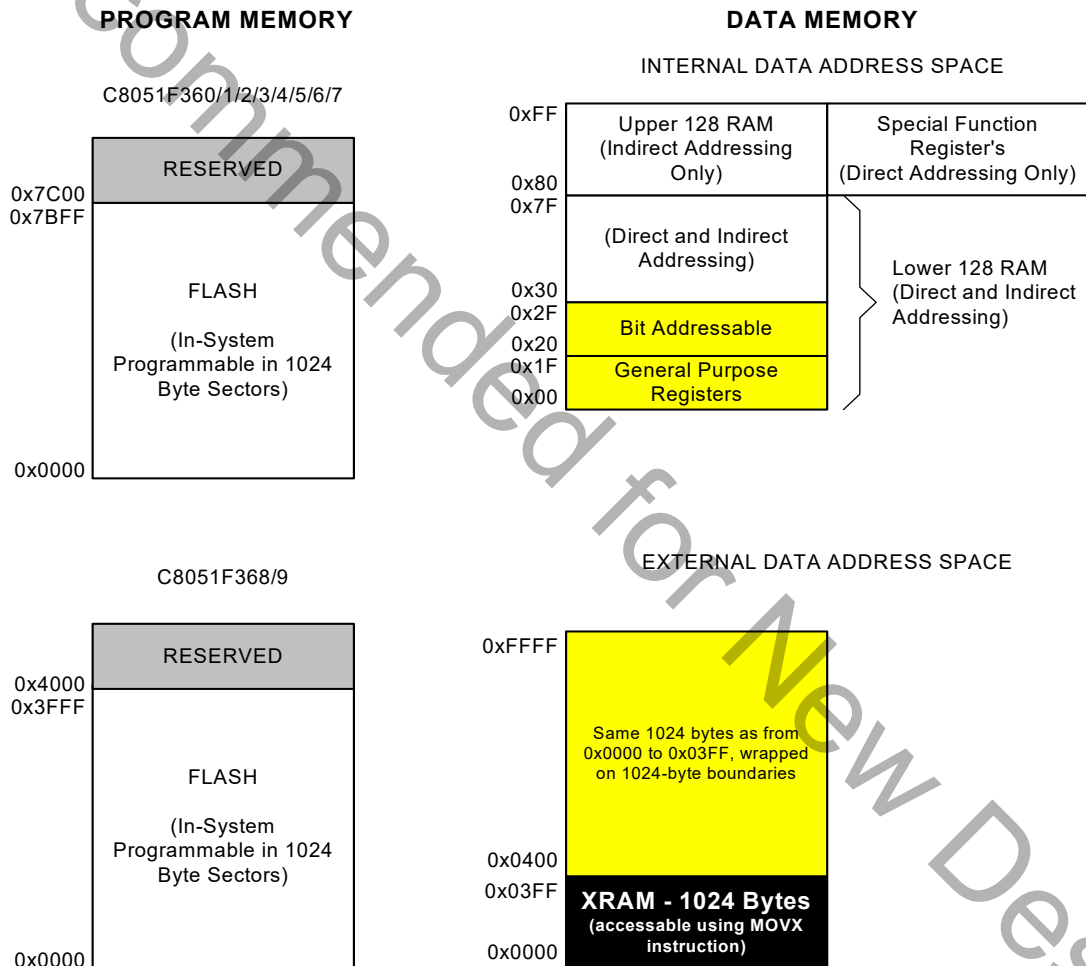 PROGRAM MEMORY
C8051F360/1/2/3/4/5/6/7
RESERVED
0x7C00
0x7BFF
FLASH
(In-System
Programmable in 1024
Byte Sectors)
0x0000
C8051F368/9
RESERVED
0x4000
0x3FFF
FLASH
(In-System
Programmable in 1024
Byte Sectors)
0x0000
DATA MEMORY
INTERNAL DATA ADDRESS SPACE
0xFF
Upper 128 RAM
(Indirect Addressing
Only)
0x80
Special Function
Register's
(Direct Addressing Only)
0x7F
(Direct and Indirect
Addressing)
0x30
0x2F
Bit Addressable
0x20
0x1F
General Purpose
Registers
0x00
Lower 128 RAM
(Direct and Indirect
Addressing)
EXTERNAL DATA ADDRESS SPACE
0xFFFF
Same 1024 bytes as from
0x0000 to 0x03FF, wrapped
on 1024-byte boundaries
0x0400
0x03FF
XRAM - 1024 Bytes
(accessable using MOVX
instruction)
0x0000
commended for New Des